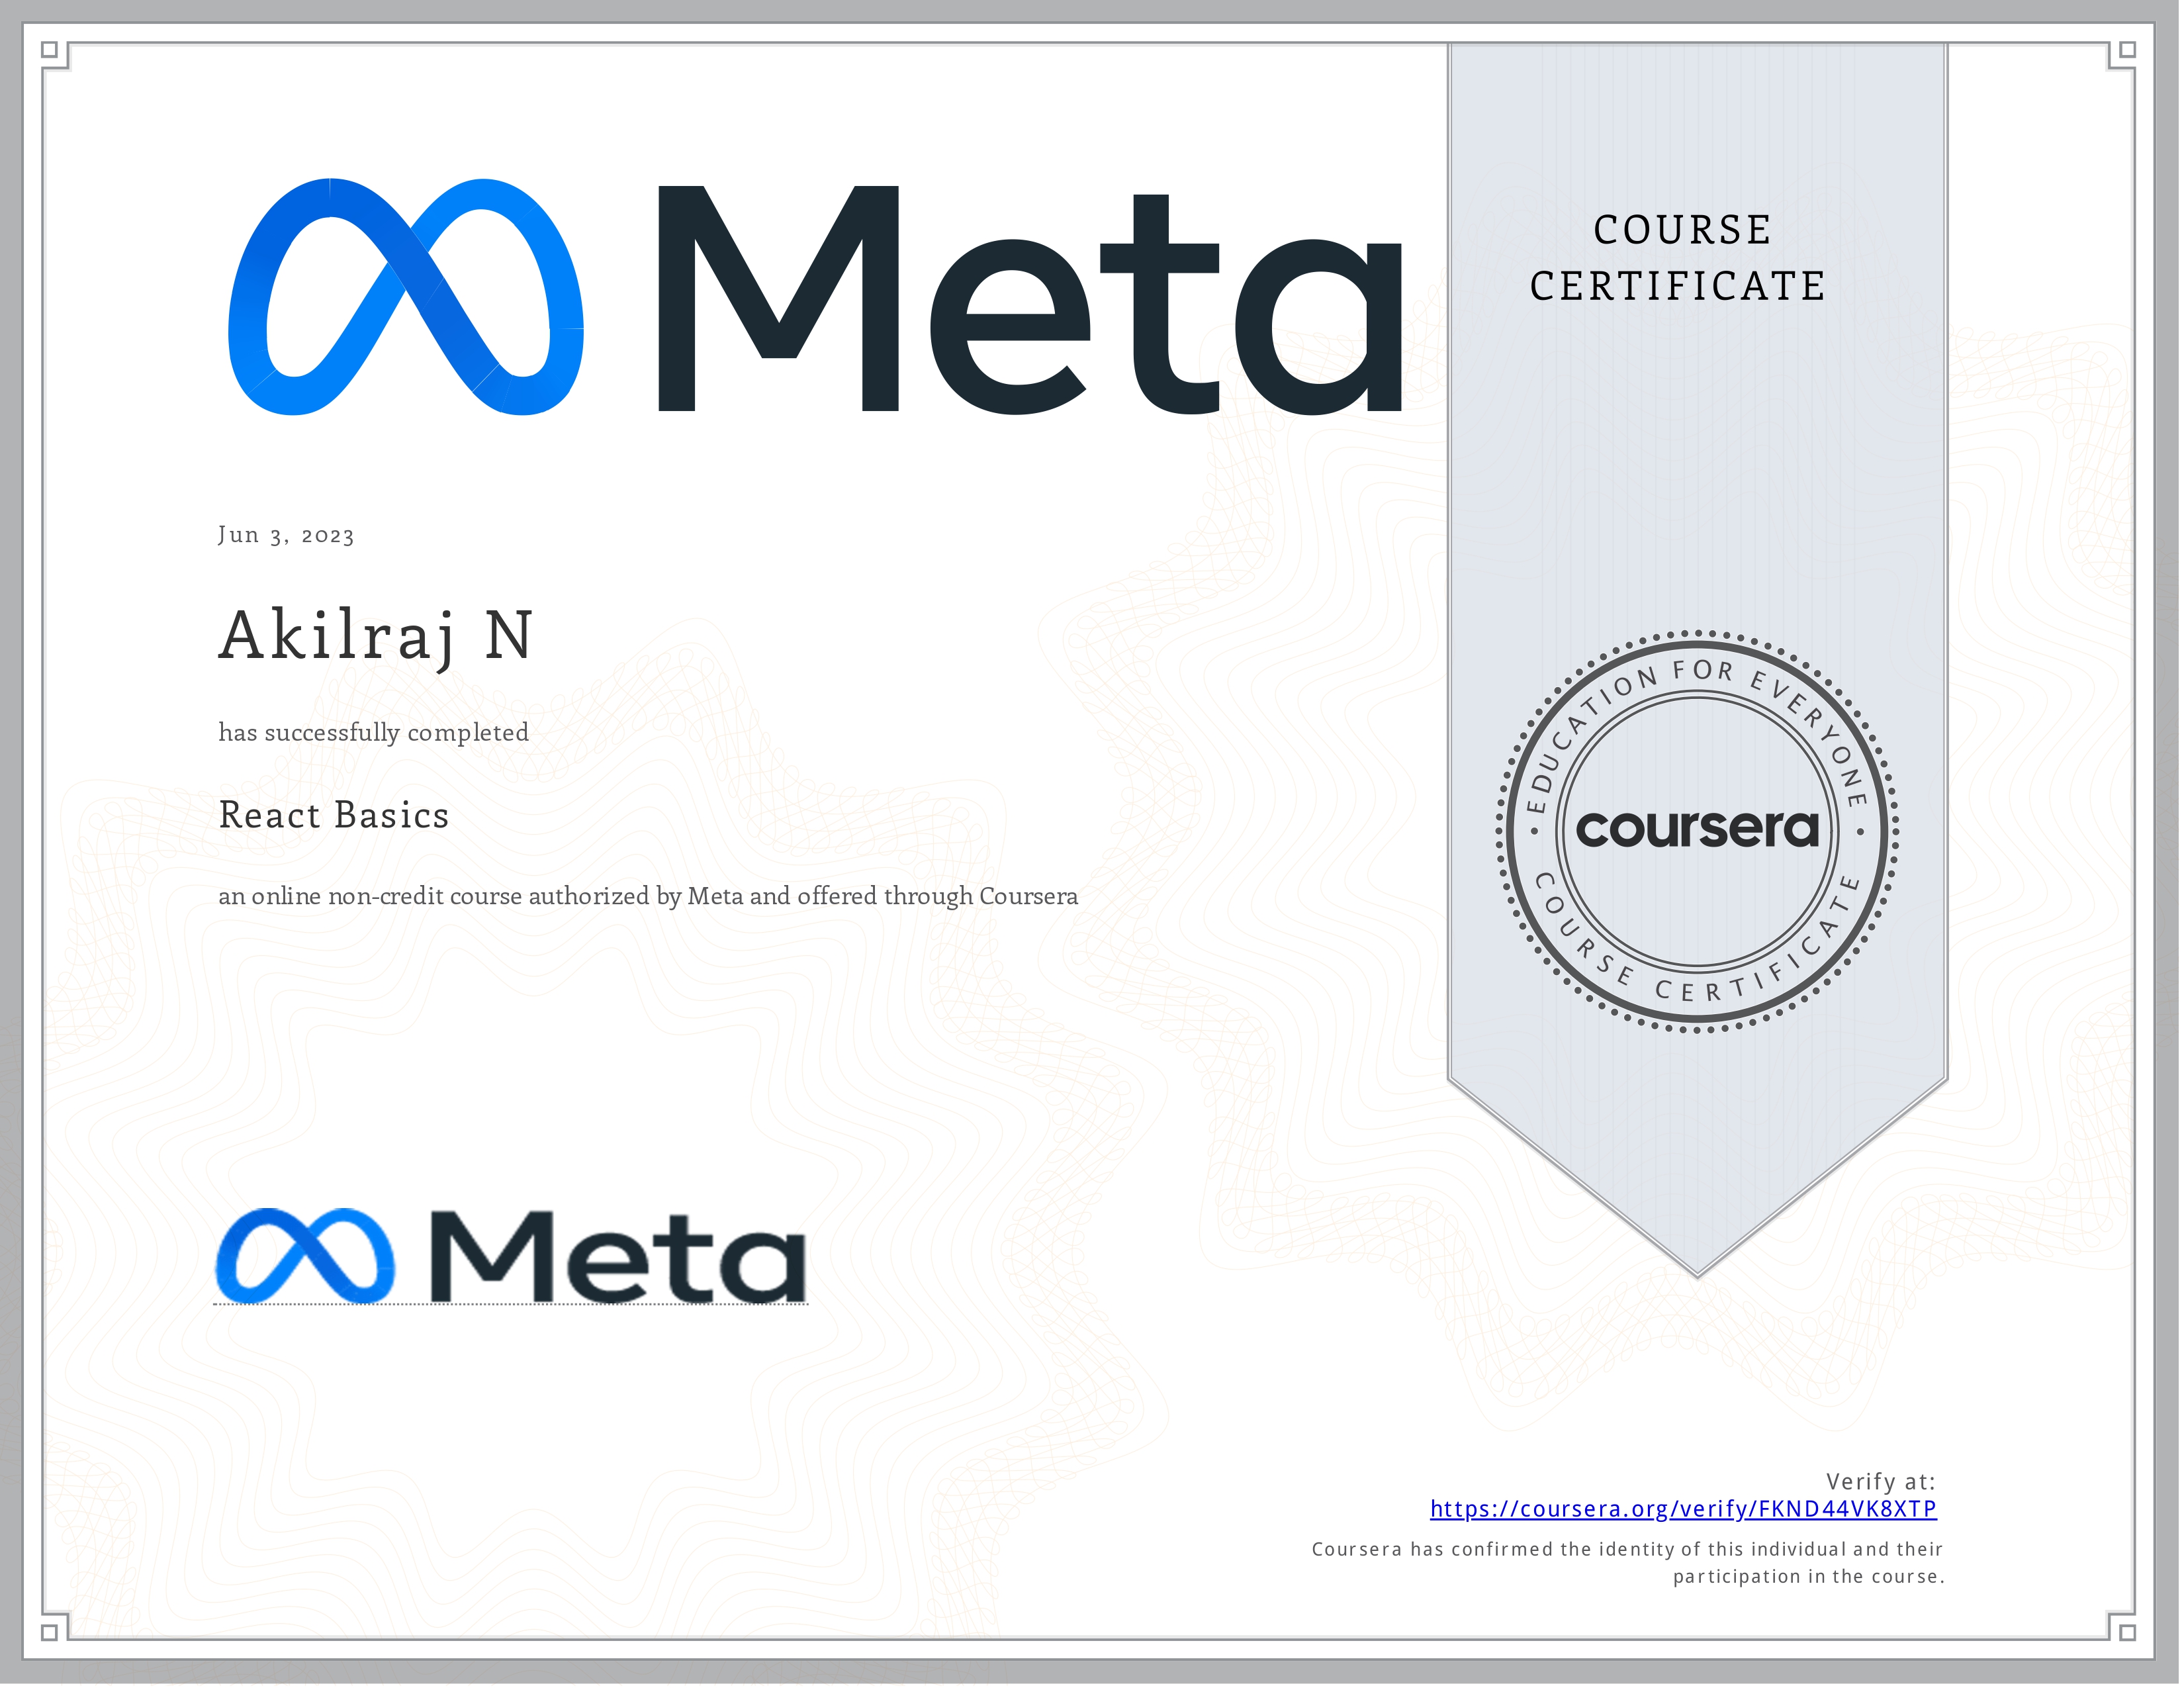 Meta
COURSE
CERTIFICATE
Jun 3, 2023
Akilraj N
has successfully completed
React Basics
an online non-credit course authorized by Meta and offered through Coursera
EDUCATION FOR EVERYONE
coursera
COURSE CERTIFICATE
Meta
Verify at:
https://coursera.org/verify/FKND44VK8XTP
Coursera has confirmed the identity of this individual and their
participation in the course.